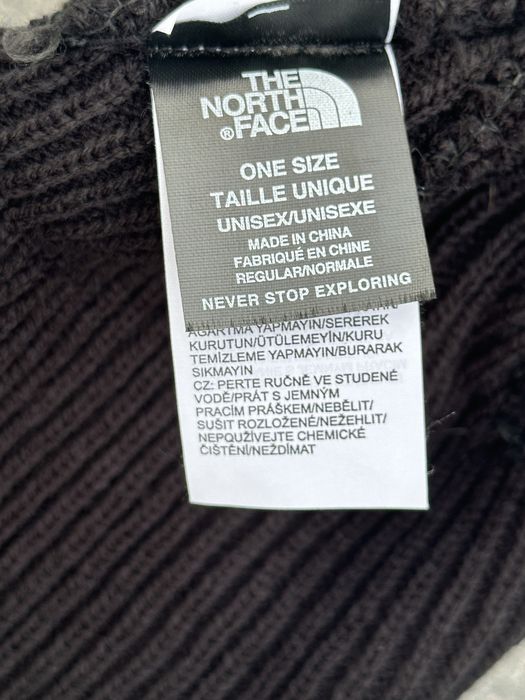 THE
NORTH
FACE
®
ONE SIZE
TAILLE UNIQUE
UNISEX/UNISEXE
MADE IN CHINA
FABRIQUÉ EN CHINE
REGULAR/NORMALE
NEVER STOP EXPLORING
AĞARTMA YAPMAYIN/SEREREK
KURUTUN/ÜTÜLEMEYİN/KURU
TEMİZLEME YAPMAYIN/BURARAK
SIKMAYIN
CZ: PERTE RUČNĚ VE STUDENÉ
VODĚ/PRÁT S JEMNÝM
PRACÍM PRÁŠKEM/NEBĚLIT/
SUŠIT ROZLOŽENÉ/NEŽEHLIT/
NEPOUŽÍVEJTE CHEMICKÉ
ČIŠTĚNÍ/NEŽDÍMAT